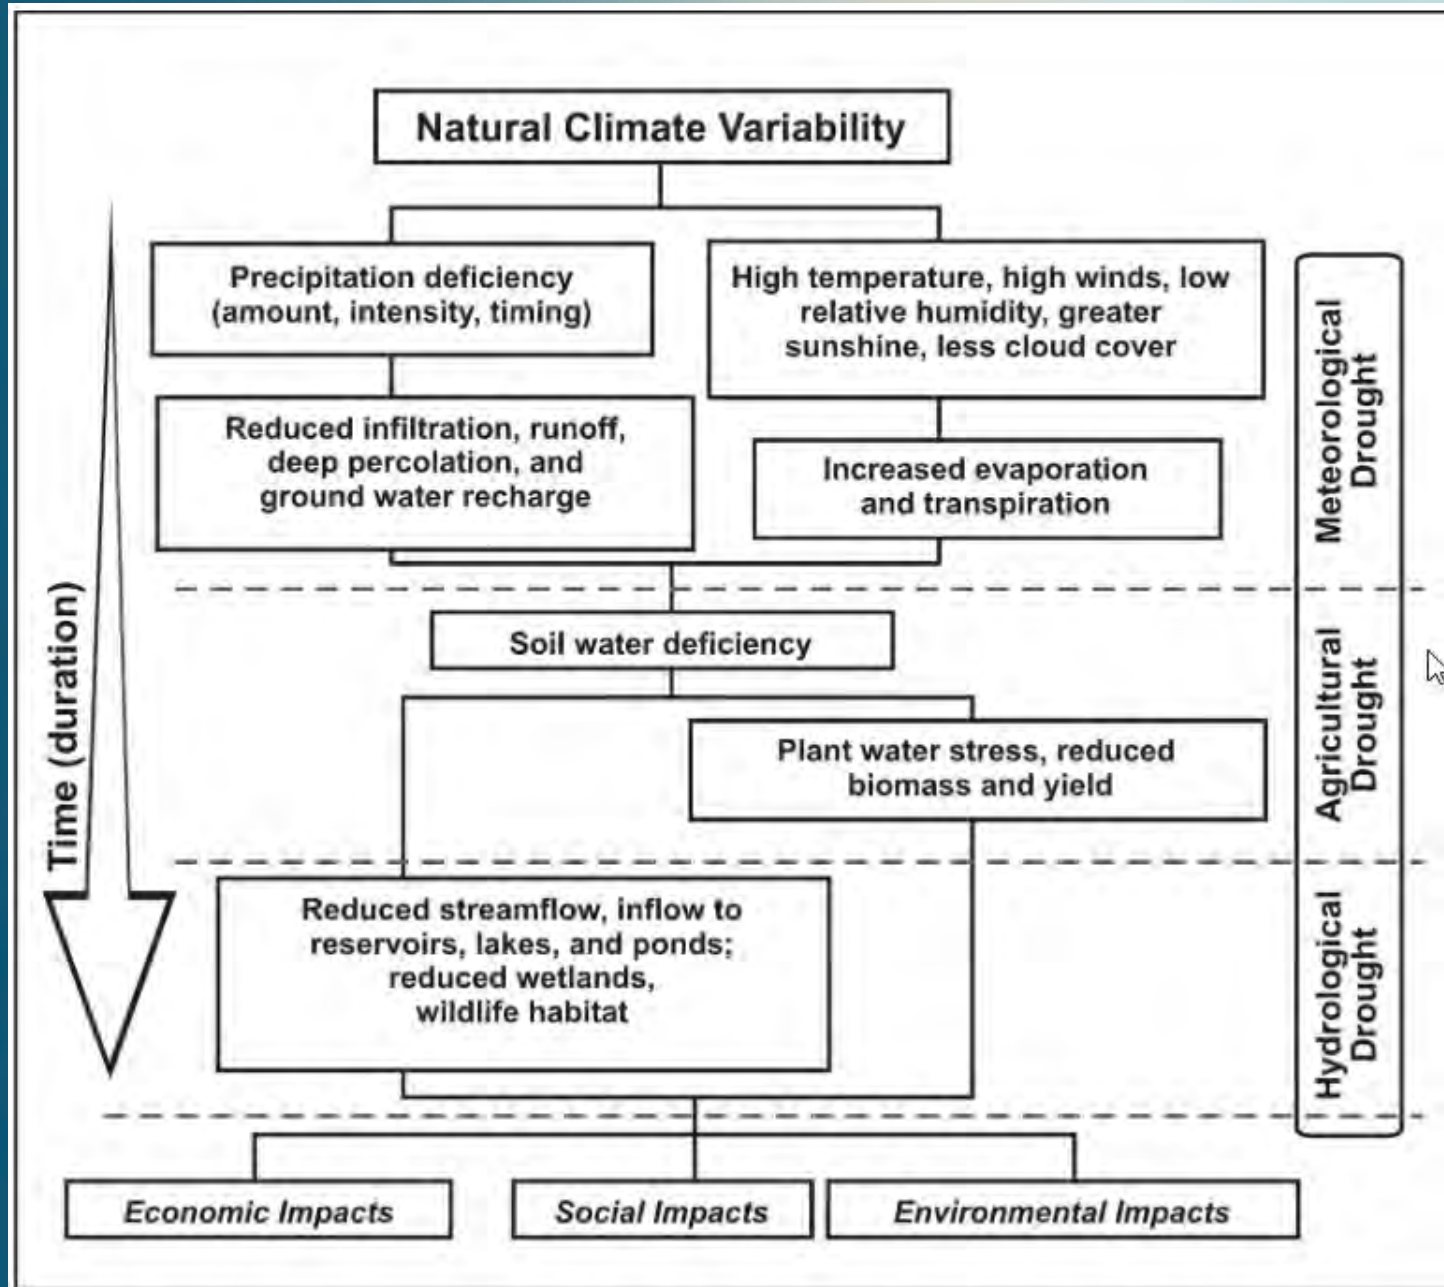 Natural Climate Variability
Precipitation deficiency
(amount, intensity, timing)
High temperature, high winds, low
relative humidity, greater
sunshine, less cloud cover
Reduced infiltration, runoff,
deep percolation, and
ground water recharge
Increased evaporation
and transpiration
Meteorological
Drought
Time (duration)
Soil water deficiency
Plant water stress, reduced
biomass and yield
Agricultural
Drought
Reduced streamflow, inflow to
reservoirs, lakes, and ponds;
reduced wetlands,
wildlife habitat
Hydrological
Drought
Economic Impacts
Social Impacts
Environmental Impacts